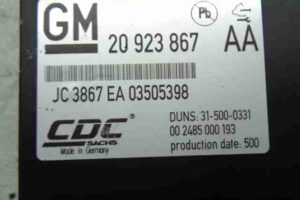 GM
Pb
20 923 867 AA
JC 3867 EA 03505398
CDC®
SACHS
Made in Germany
DUNS: 31-500-0331
00 2485 000 193
production date: 500